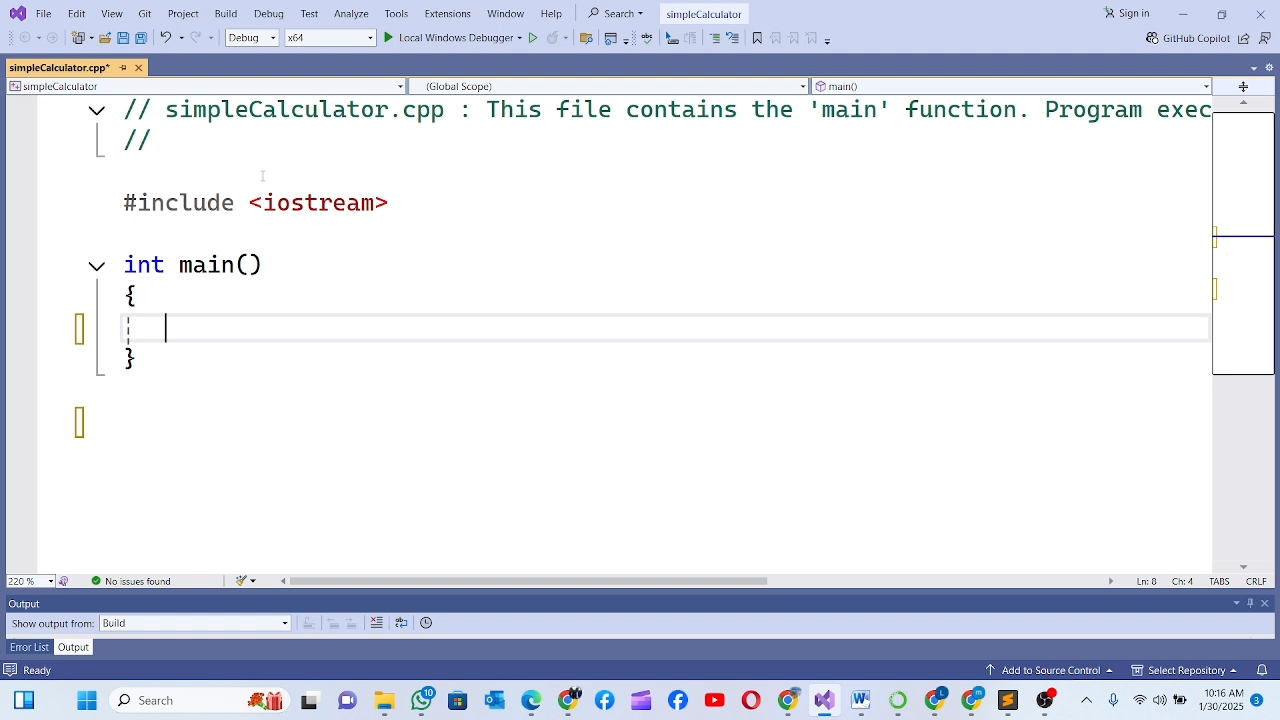 File Edit View Git Project Build Debug Test Analyze Tools Extensions Window Help Search simpleCalculator Sign in
Debug x64 Local Windows Debugger GitHub Copilot
simpleCalculator.cpp*
simpleCalculator (Global Scope) main()
// simpleCalculator.cpp : This file contains the 'main' function. Program exec
//
#include <iostream>
int main()
{
}
220 % No issues found Ln: 8 Ch: 4 TABS CRLF
Output
Show output from: Build
Error List Output
Ready Add to Source Control Select Repository
Search 10 10:16 AM
1/30/2025 3